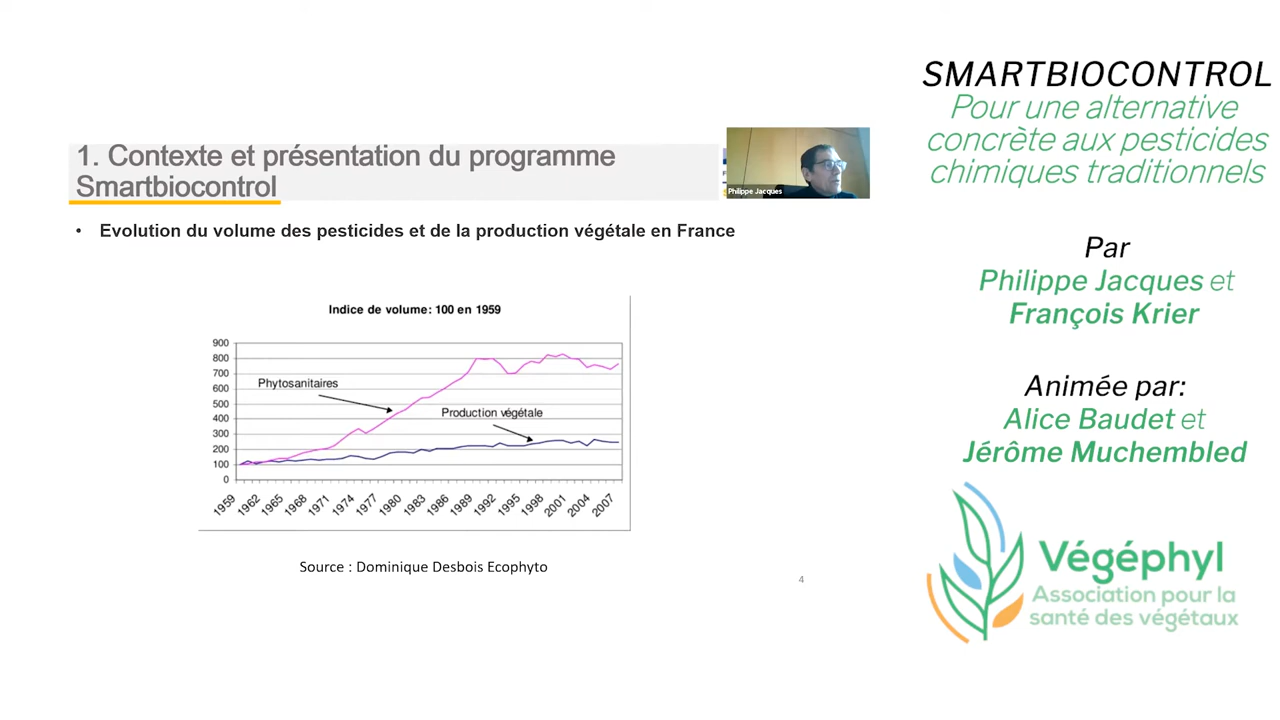 1. Contexte et présentation du programme
Smartbiocontrol
Philippe Jacques
• Evolution du volume des pesticides et de la production végétale en France
Indice de volume: 100 en 1959
900
800
700
600
500
400
300
200
100
0
Phytosanitaires
Production végétale
1959
1962
1965
1968
1971
1974
1977
1980
1983
1986
1989
1992
1995
1998
2001
2004
2007
Source : Dominique Desbois Ecophyto
4
SMARTBIOCONTROL
Pour une alternative
concrète aux pesticides
chimiques traditionnels
Par
Philippe Jacques et
François Krier
Animée par:
Alice Baudet et
Jérôme Muchembled
Végéphyl
Association pour la
santé des végétaux